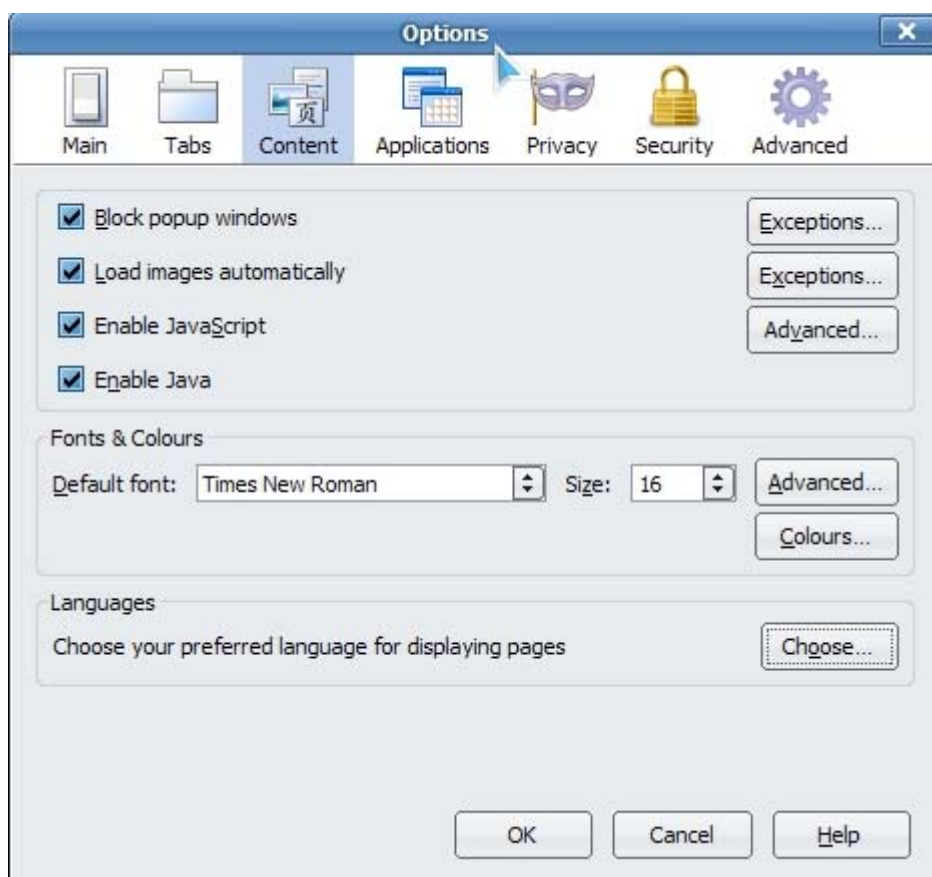 Options
Main Tabs Content Applications Privacy Security Advanced
页
Block popup windows Exceptions...
Load images automatically Exceptions...
Enable JavaScript Advanced...
Enable Java
Fonts & Colours
Default font: Times New Roman Size: 16 Advanced...
Colours...
Languages
Choose your preferred language for displaying pages Choose...
OK Cancel Help